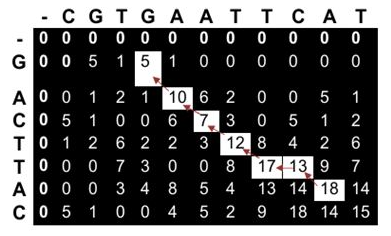 - C G T G A A T T C A T
- 0 0 0 0 0 0 0 0 0 0 0 0
G 0 0 5 1 5 1 0 0 0 0 0 0
A 0 0 1 2 1 10 6 2 0 0 5 1
C 0 5 1 0 0 6 7 3 0 5 1 2
T 0 1 2 6 2 2 3 12 8 4 2 6
T 0 0 0 7 3 0 0 8 17 13 9 7
A 0 0 0 3 4 8 5 4 13 14 18 14
C 0 5 1 0 0 4 5 2 9 18 14 15